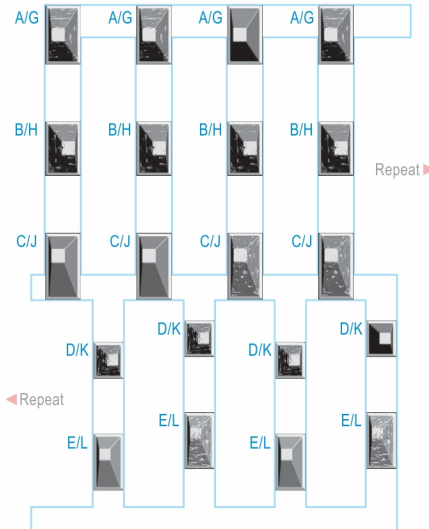 A/G A/G A/G A/G
B/H B/H B/H B/H
Repeat
C/J C/J C/J C/J
D/K D/K
D/K D/K
Repeat
E/L E/L
E/L E/L